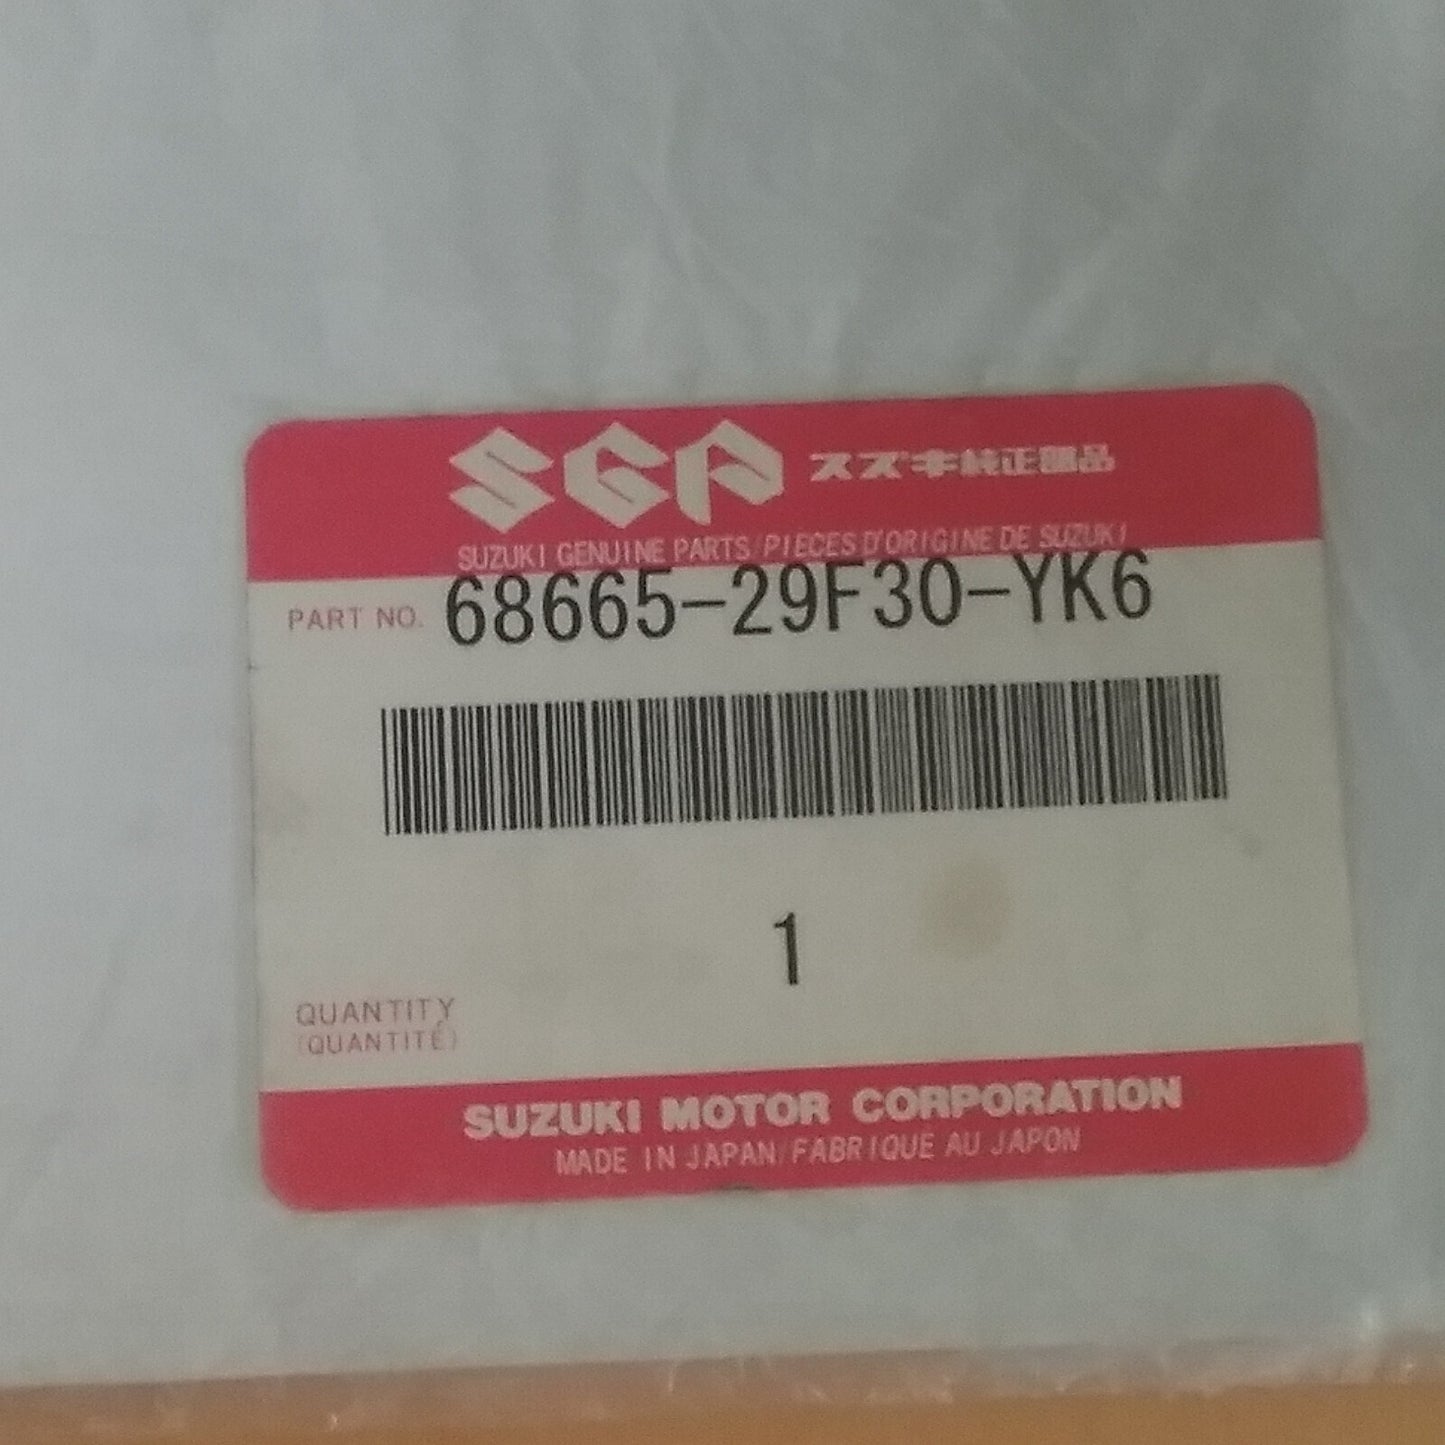 SGP スズキ純正部品
SUZUKI GENUINE PARTS/PIECES D'ORIGINE DE SUZUKI
PART NO. 68665-29F30-YK6
1
QUANTITY
(QUANTITÉ)
SUZUKI MOTOR CORPORATION
MADE IN JAPAN/FABRIQUE AU JAPON